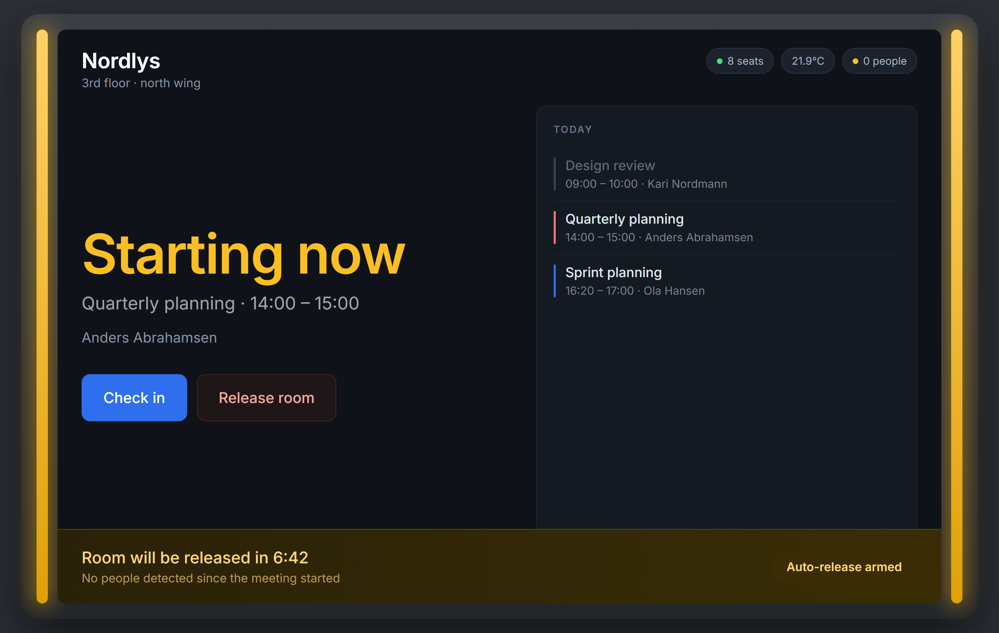 Nordlys
3rd floor · north wing
8 seats
21.9°C
0 people
Starting now
Quarterly planning · 14:00 – 15:00
Anders Abrahamsen
Check in
Release room
TODAY
Design review
09:00 – 10:00 · Kari Nordmann
Quarterly planning
14:00 – 15:00 · Anders Abrahamsen
Sprint planning
16:20 – 17:00 · Ola Hansen
Room will be released in 6:42
No people detected since the meeting started
Auto-release armed